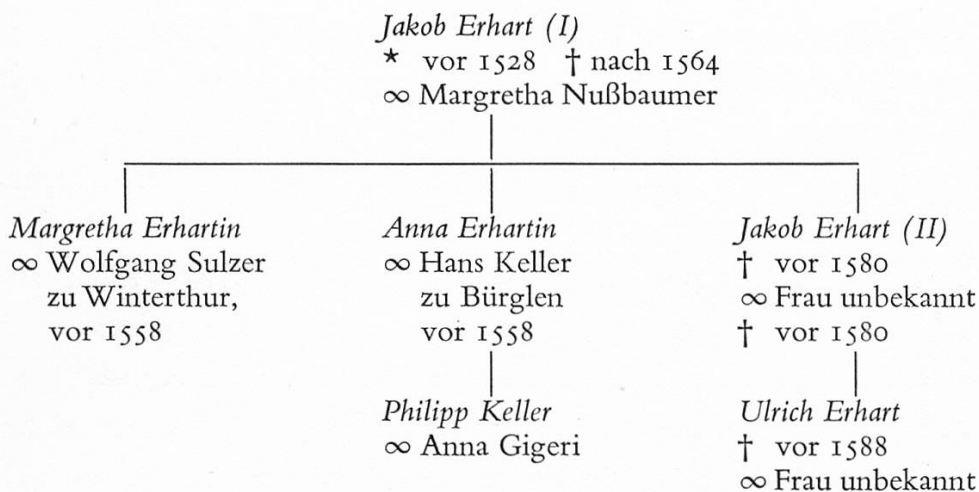 Jakob Erhart (I)
* vor 1528 † nach 1564
∞ Margretha Nußbaumer
Margretha Erhartin
∞ Wolfgang Sulzer
zu Winterthur,
vor 1558
Anna Erhartin
∞ Hans Keller
zu Bürglen
vor 1558
Jakob Erhart (II)
† vor 1580
∞ Frau unbekannt
† vor 1580
Philipp Keller
∞ Anna Gigeri
Ulrich Erhart
† vor 1588
∞ Frau unbekannt